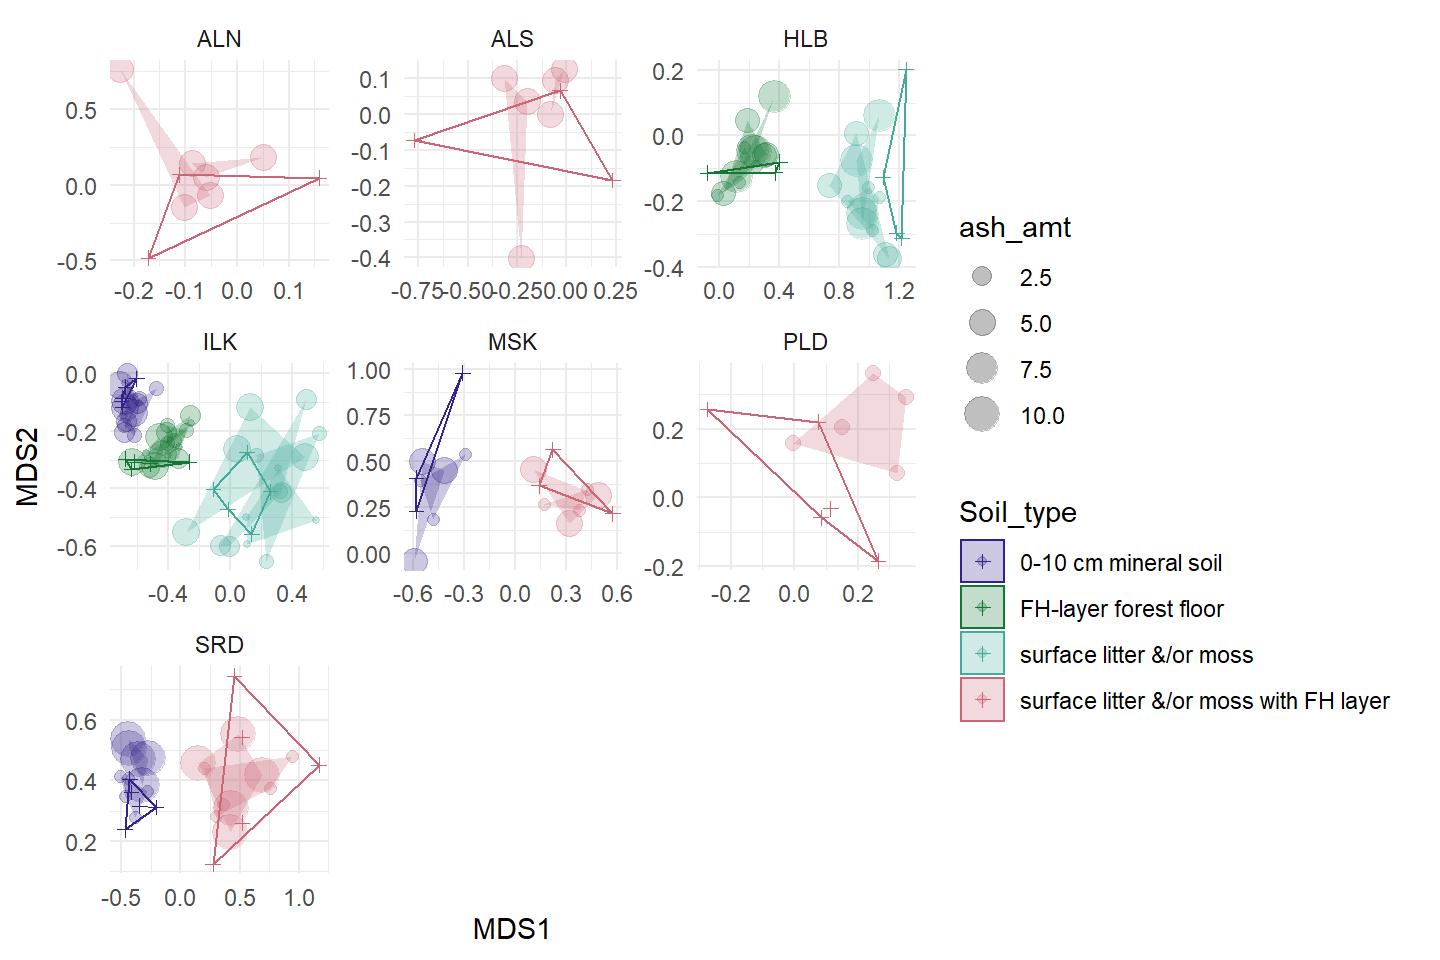 ALN
ALS
HLB
0.5
0.0
-0.5
-0.2 -0.1 0.0 0.1
0.1
0.0
-0.1
-0.2
-0.3
-0.4
-0.75 -0.50 -0.25 0.00 0.25
0.2
0.0
-0.2
-0.4
0.0 0.4 0.8 1.2
ILK
MSK
PLD
0.0
-0.2
-0.4
-0.6
-0.4 0.0 0.4
1.00
0.75
0.50
0.25
0.00
-0.6 -0.3 0.0 0.3 0.6
0.2
0.0
-0.2
-0.2 0.0 0.2
SRD
0.6
0.4
0.2
-0.5 0.0 0.5 1.0
MDS2
MDS1
ash_amt
2.5
5.0
7.5
10.0
Soil_type
0-10 cm mineral soil
FH-layer forest floor
surface litter &/or moss
surface litter &/or moss with FH layer